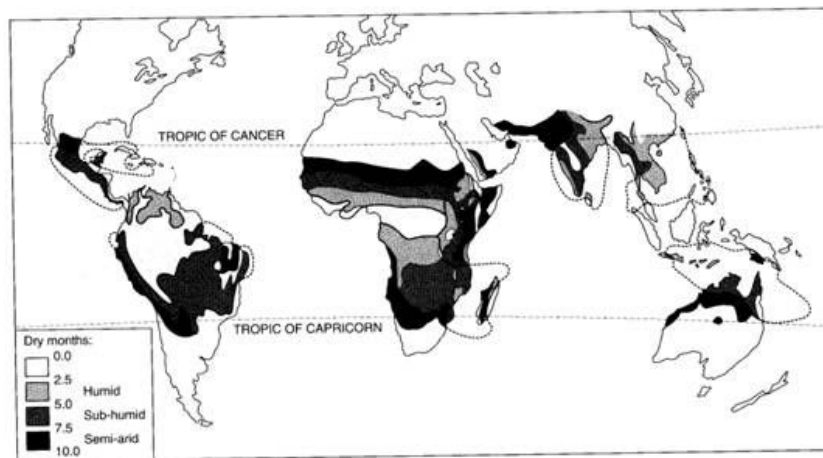 TROPIC OF CANCER
TROPIC OF CAPRICORN
Dry months:
0.0
2.5
Humid
5.0
Sub-humid
7.5
Semi-arid
10.0